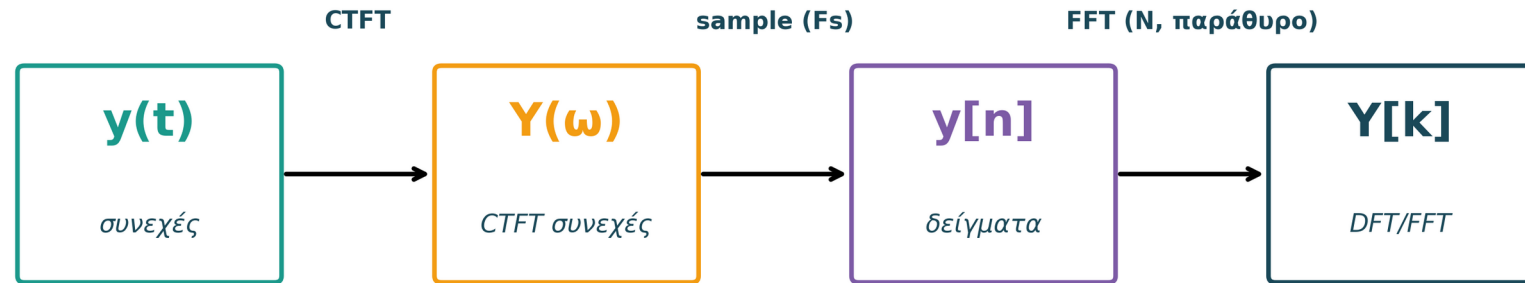 CTFT
sample (Fs)
FFT (N, παράθυρο)
y(t)
Y(ω)
y[n]
Y[k]
συνεχές
CTFT συνεχές
δείγματα
DFT/FFT